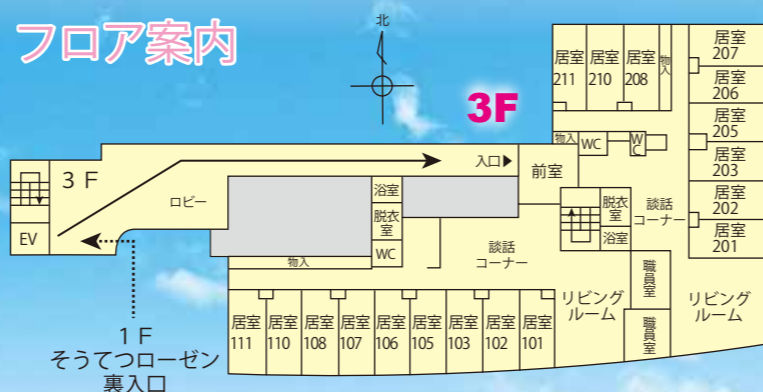 フロア案内
北
3F
居室
211
居室
210
居室
208
物入
居室
207
居室
206
居室
205
居室
203
居室
202
居室
201
物入
WC
WC
3 F
ロビー
EV
入口▶
前室
浴室
脱衣
室
WC
物入
脱衣
室
浴室
談話
コーナー
談話
コーナー
職員室
職員室
リビング
ルーム
リビング
ルーム
居室
111
居室
110
居室
108
居室
107
居室
106
居室
105
居室
103
居室
102
居室
101
1 F
そうてつローゼン
裏入口